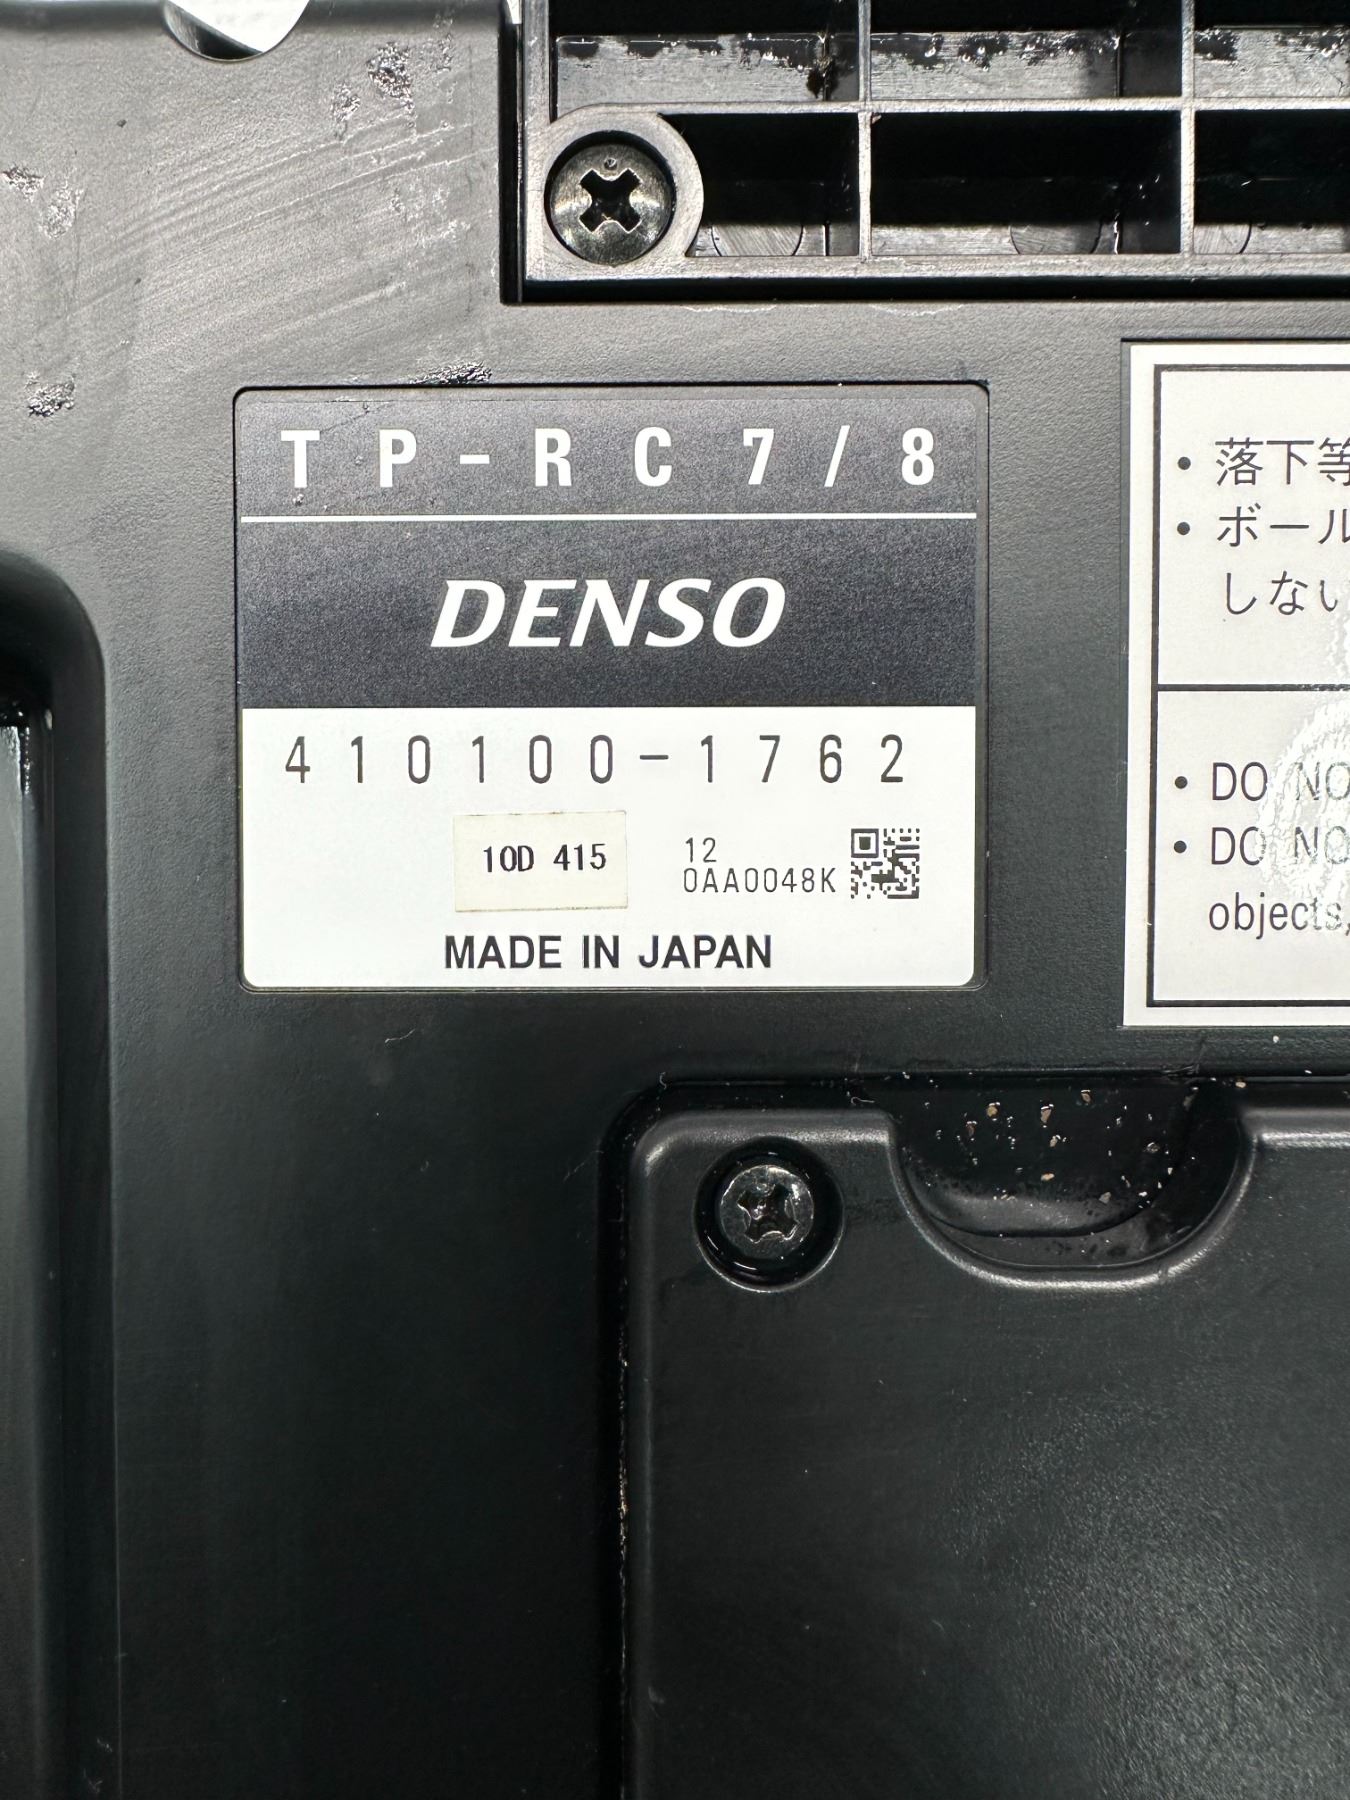 TP-RC7/8
DENSO
410100-1762
10D 415
12
0AA0048K
MADE IN JAPAN
・落下等
・ボール
しない
• DO NO
• DO NO
objects,